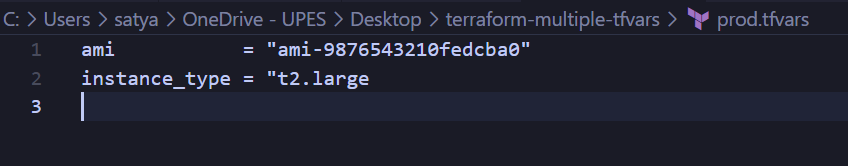 C: > Users > satya > OneDrive - UPES > Desktop > terraform-multiple-tfvars > prod.tfvars
1 ami           = "ami-9876543210fedcba0"
2 instance_type = "t2.large
3